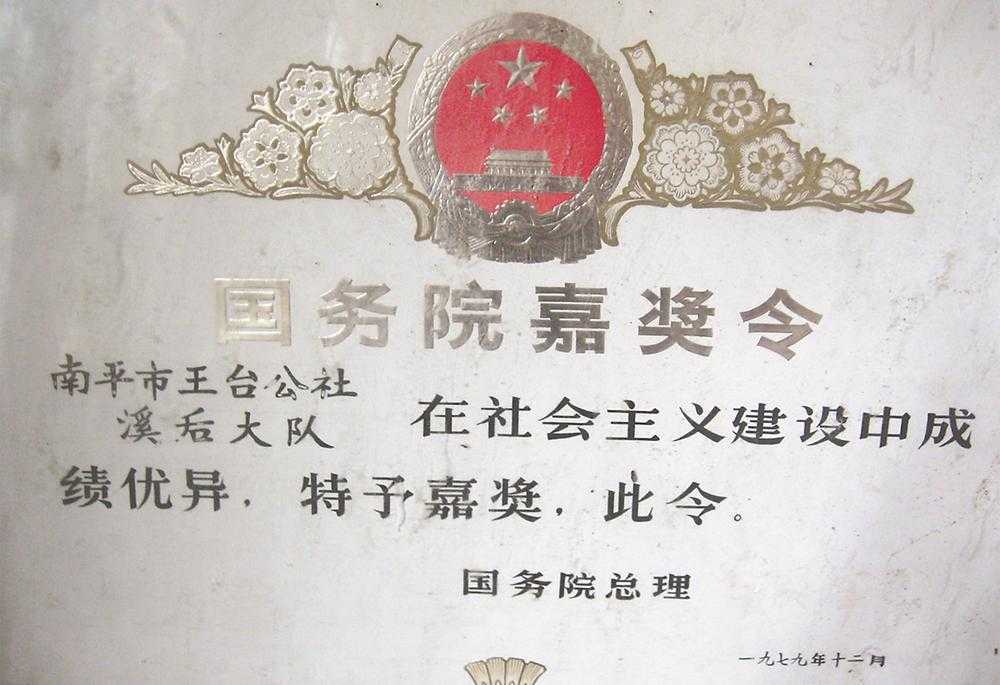 国务院嘉奖令
南平市王台公社
溪后大队
在社会主义建设中成
绩优异，特予嘉奖，此令。
国务院总理
一九七九年十二月